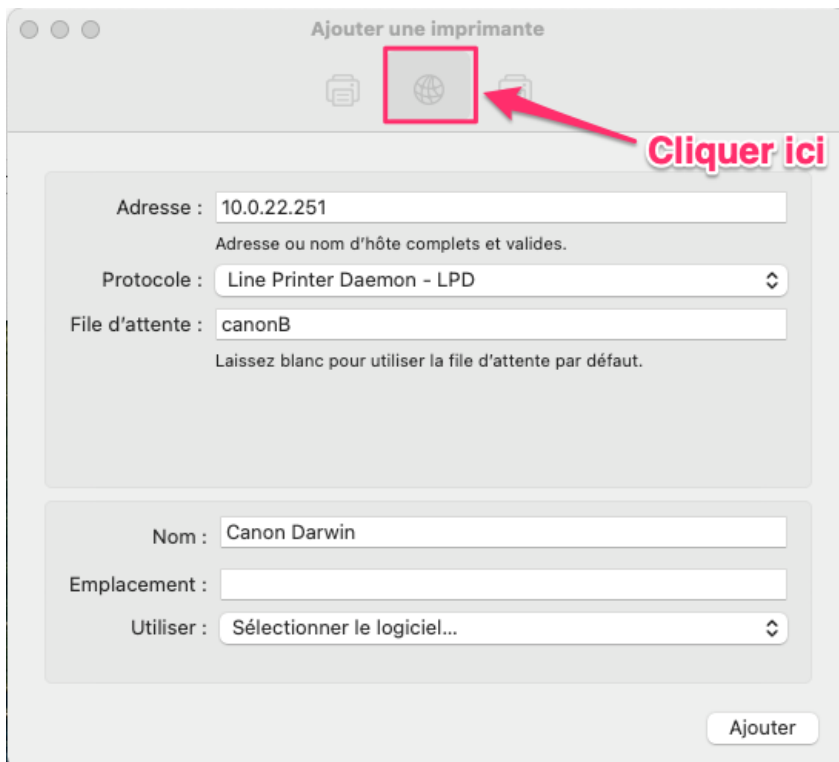 Ajouter une imprimante
Cliquer ici
Adresse : 10.0.22.251
Adresse ou nom d’hôte complets et valides.
Protocole : Line Printer Daemon - LPD
File d’attente : canonB
Laissez blanc pour utiliser la file d’attente par défaut.
Nom : Canon Darwin
Emplacement :
Utiliser : Sélectionner le logiciel...
Ajouter